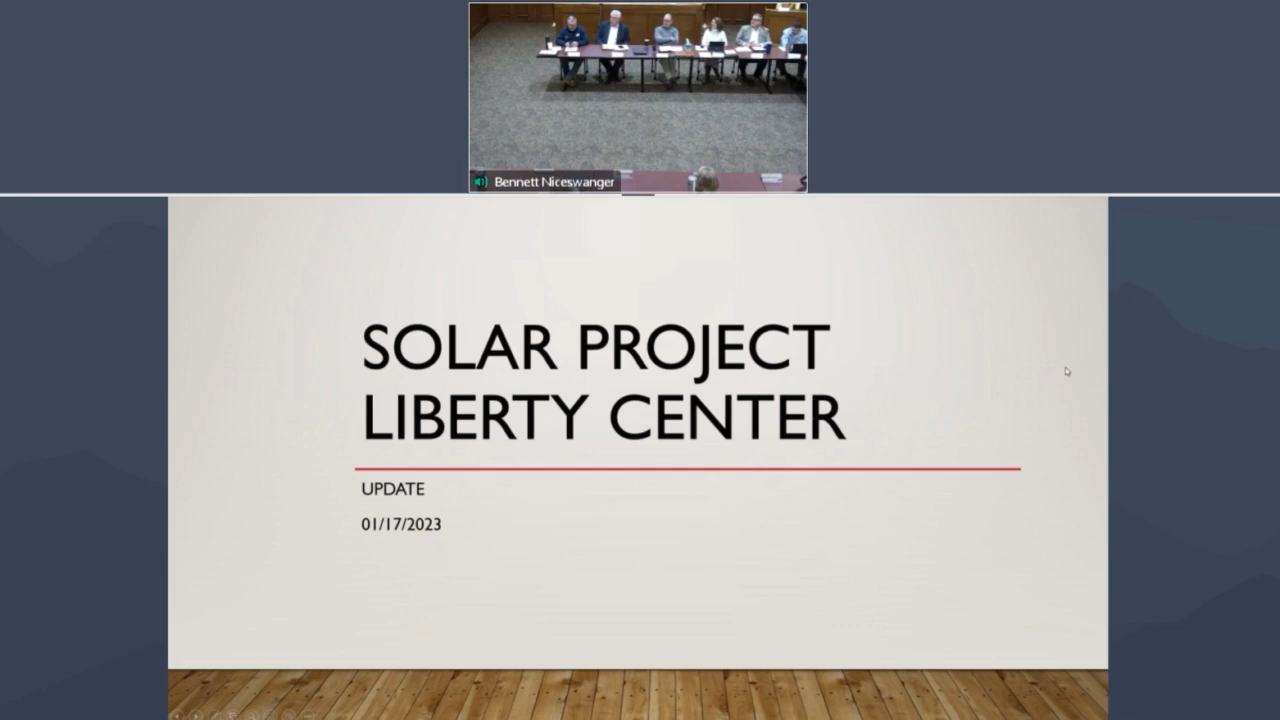 Bennett Niceswanger
SOLAR PROJECT
LIBERTY CENTER
UPDATE
01/17/2023